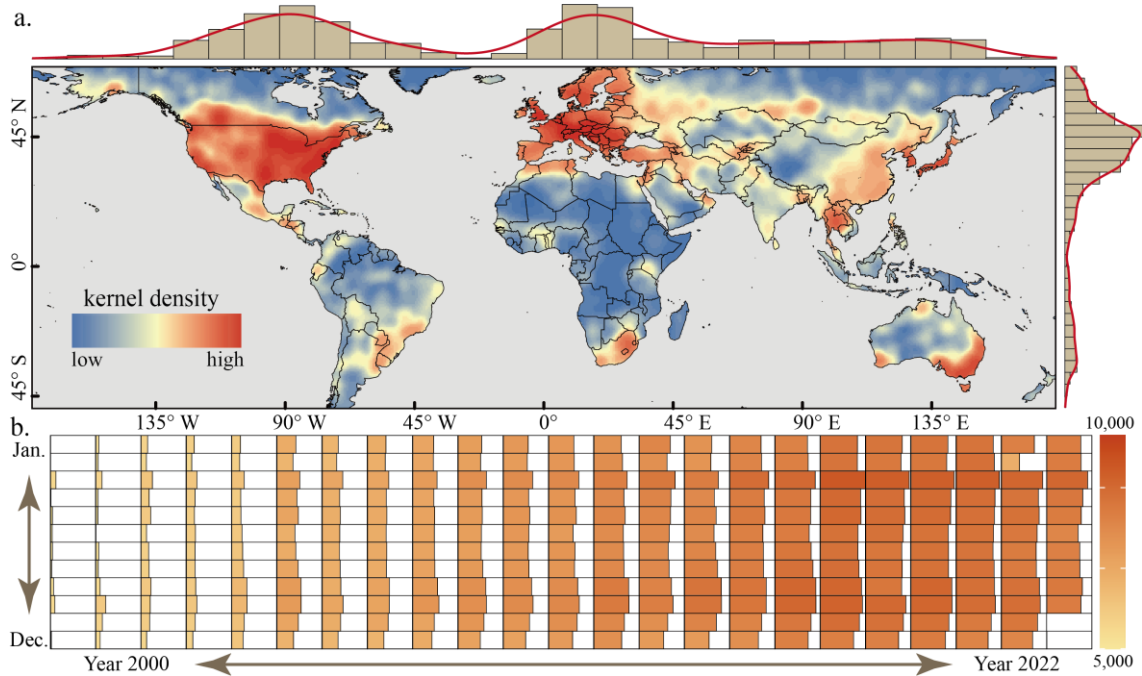 a.
45° N
0°
45° S
kernel density
low high
135° W 90° W 45° W 0° 45° E 90° E 135° E
b.
10,000
Jan.
Dec.
Year 2000 Year 2022
5,000